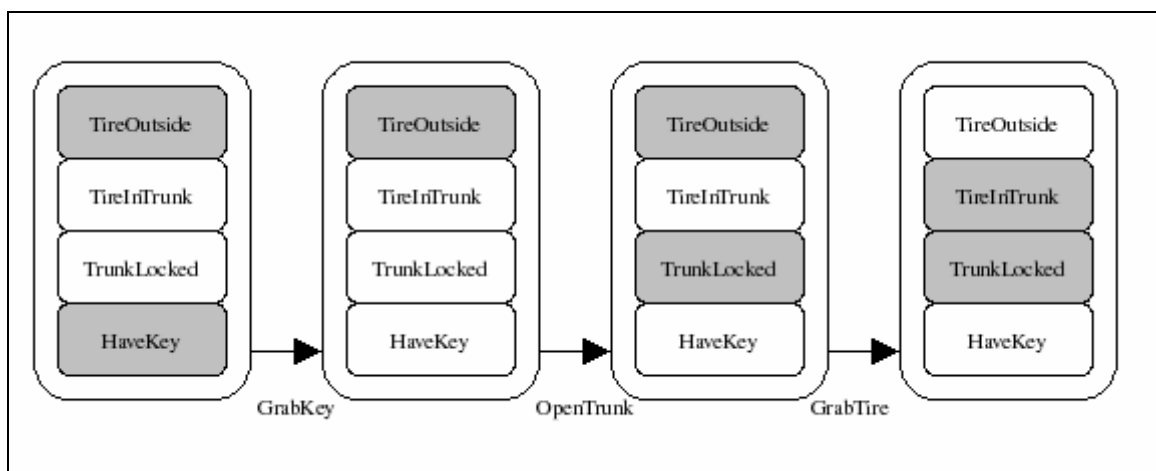 TireOutside
TireInTrunk
TrunkLocked
HaveKey
GrabKey
TireOutside
TireInTrunk
TrunkLocked
HaveKey
OpenTrunk
TireOutside
TireInTrunk
TrunkLocked
HaveKey
GrabTire
TireOutside
TireInTrunk
TrunkLocked
HaveKey